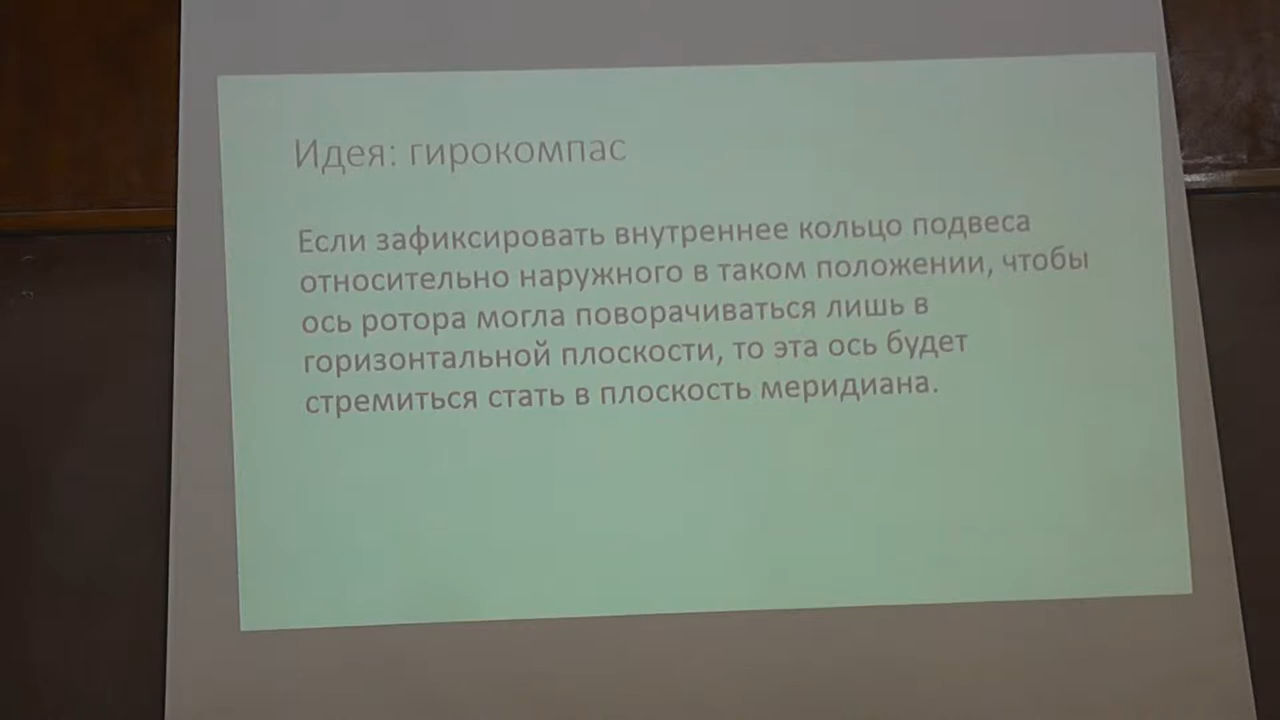 Идея: гирокомпас
Если зафиксировать внутреннее кольцо подвеса
относительно наружного в таком положении, чтобы
ось ротора могла поворачиваться лишь в
горизонтальной плоскости, то эта ось будет
стремиться стать в плоскость меридиана.